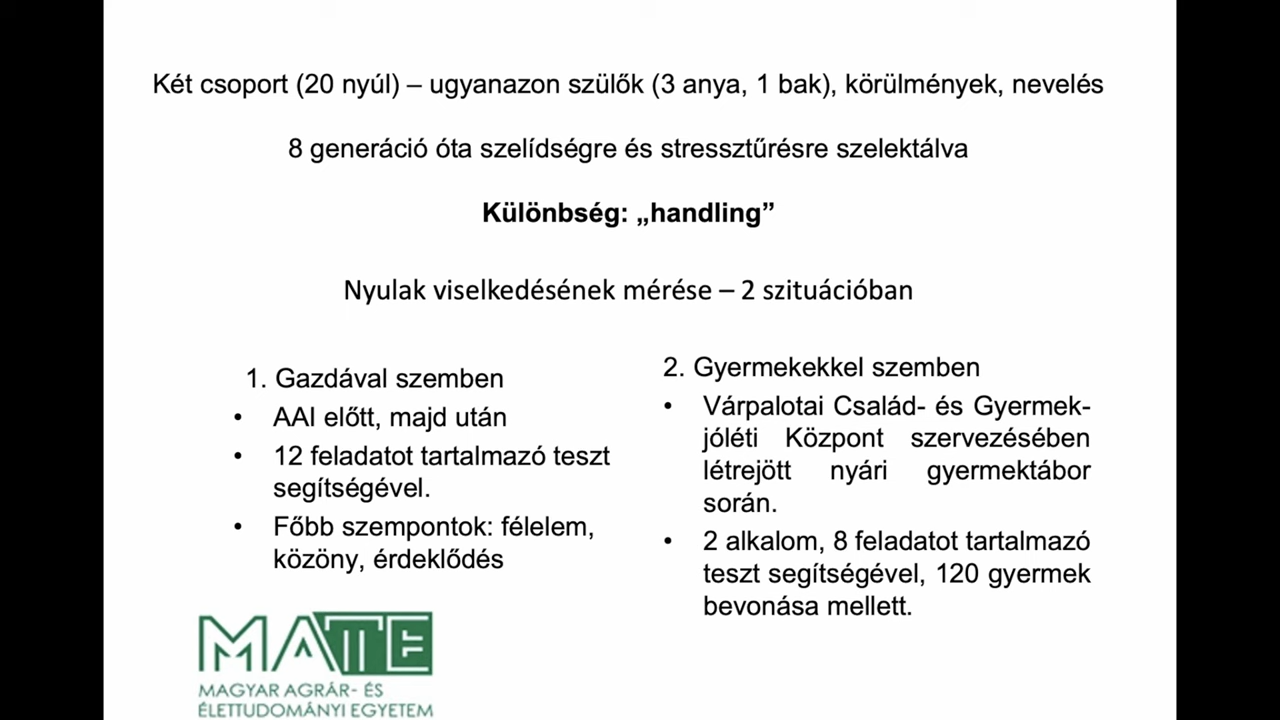 Két csoport (20 nyúl) – ugyanazon szülők (3 anya, 1 bak), körülmények, nevelés
8 generáció óta szelídségre és stressztűrésre szelektálva
Különbség: „handling”
Nyulak viselkedésének mérése – 2 szituációban
1. Gazdával szemben
• AAI előtt, majd után
• 12 feladatot tartalmazó teszt
segítségével.
• Főbb szempontok: félelem,
közöny, érdeklődés
2. Gyermekekkel szemben
• Várpalotai Család- és Gyermek-
jóléti Központ szervezésében
létrejött nyári gyermektábor
során.
• 2 alkalom, 8 feladatot tartalmazó
teszt segítségével, 120 gyermek
bevonása mellett.
MATE
MAGYAR AGRÁR- ÉS
ÉLETTUDOMÁNYI EGYETEM